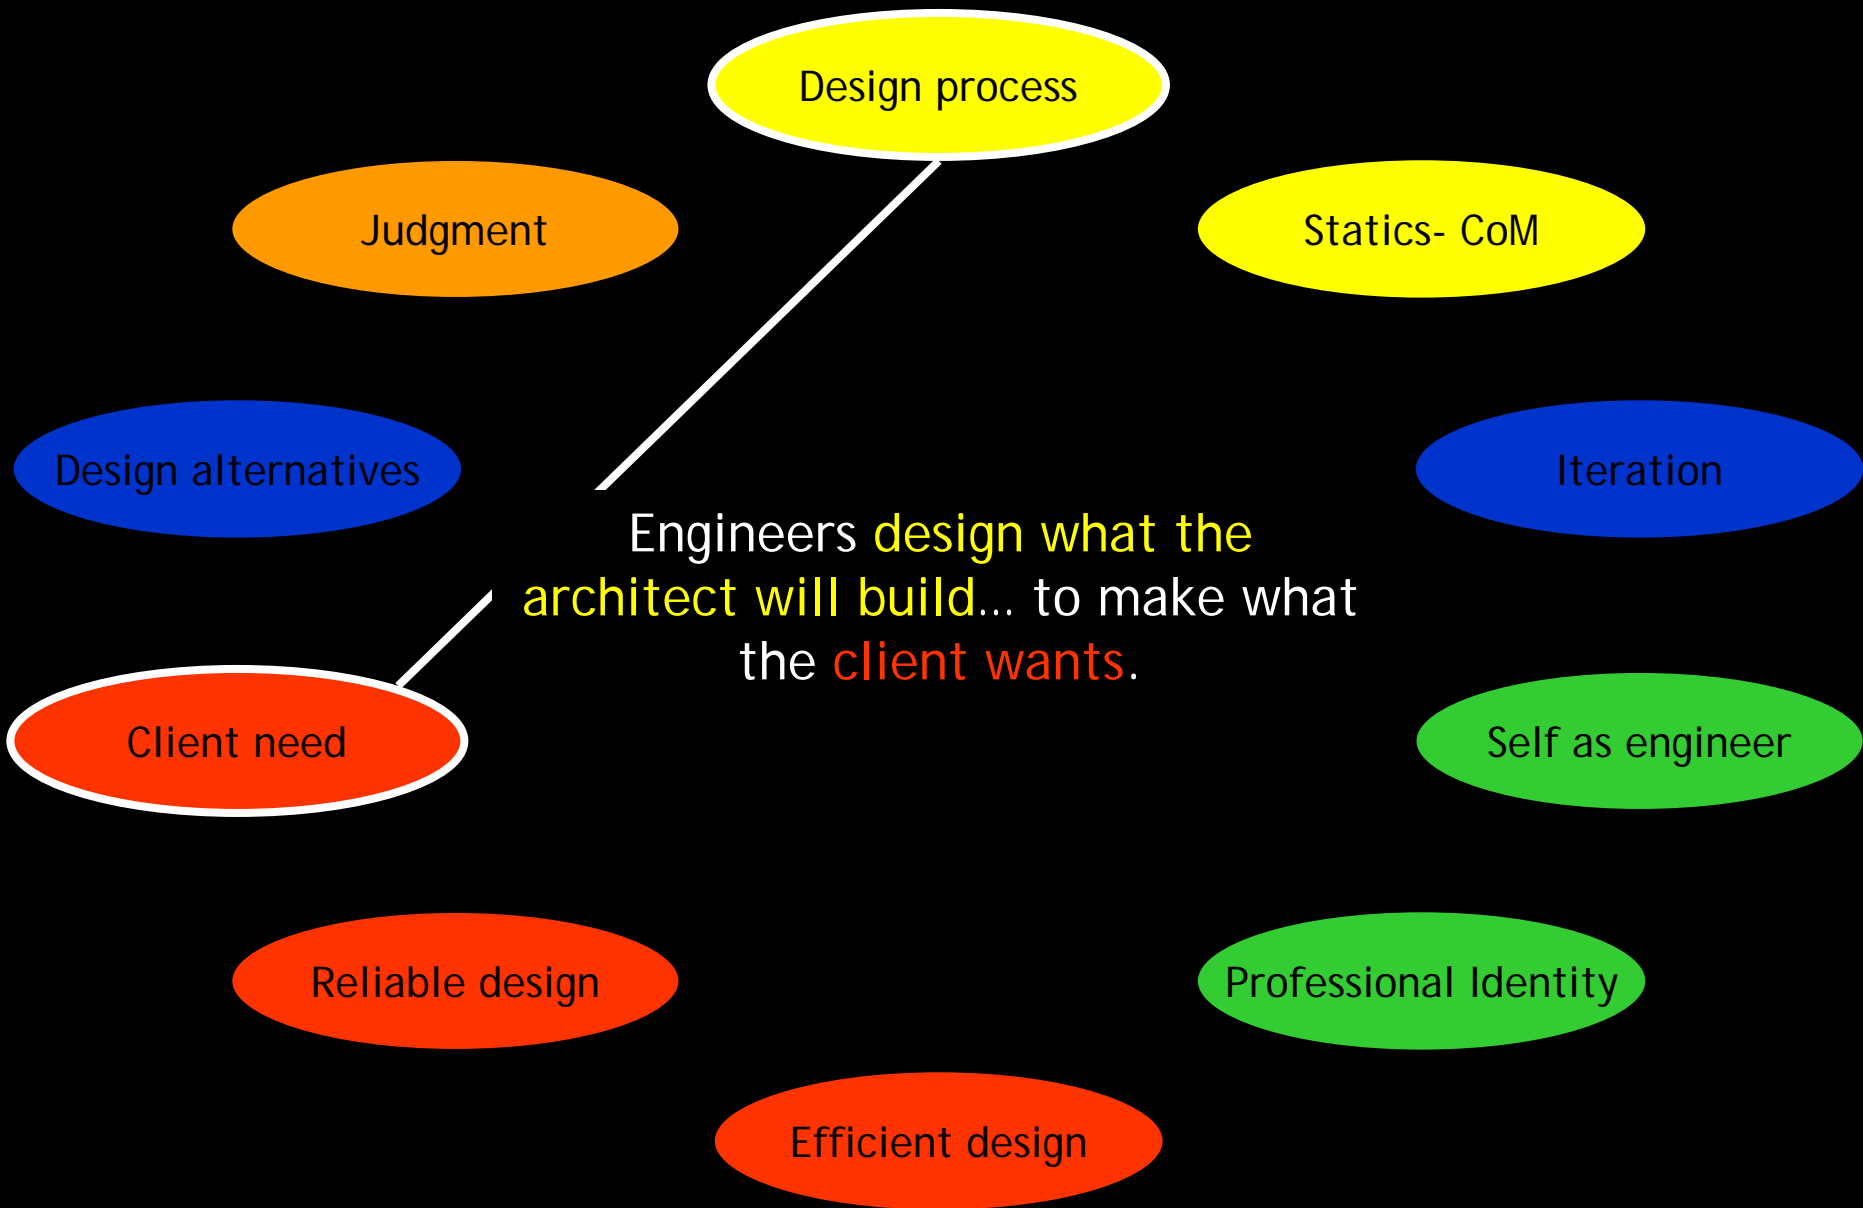 Design process
Judgment
Statics- CoM
Design alternatives
Iteration
Engineers design what the
architect will build... to make what
the client wants.
Client need
Self as engineer
Reliable design
Professional Identity
Efficient design